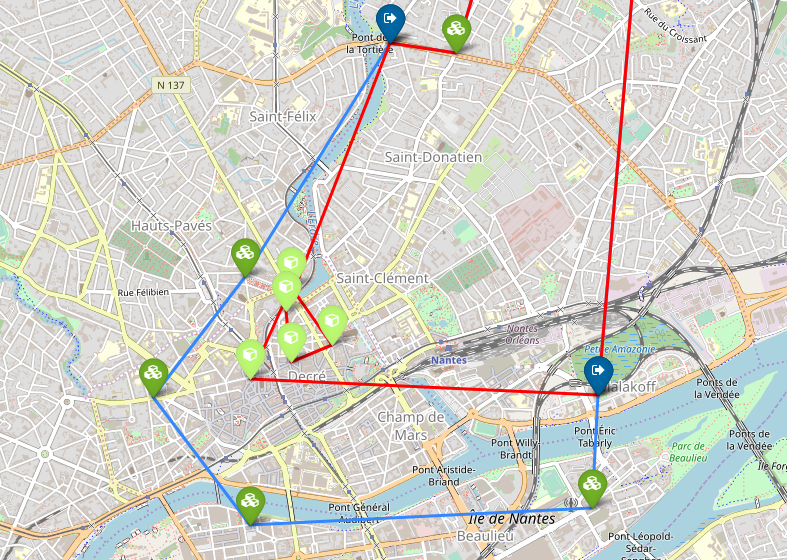 Rue du Croissant
Pont de
la Tortière
N 137
Saint-Félix
Saint-Donatien
Hauts-Pavés
Saint-Clément
Rue Félibien
Nantes
Orléans
Nantes
Petite Amazonie
Decré
Malakoff
Ponts de
la Vendée
Champ de
Mars
Pont Éric
Tabarly
Pont Willy-
Brandt
Parc de
Beaulieu
Ponts de
la Vendée
Pont Aristide-
Briand
Île For
Pont Général
Audibert
Île de Nantes
Beaulieu
Pont Léopold-
Sédar-
Senghor